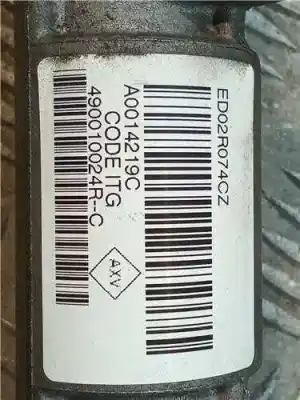 ED02R074CZ
A0014219C
CODE ITG
490010024R--C
AXV